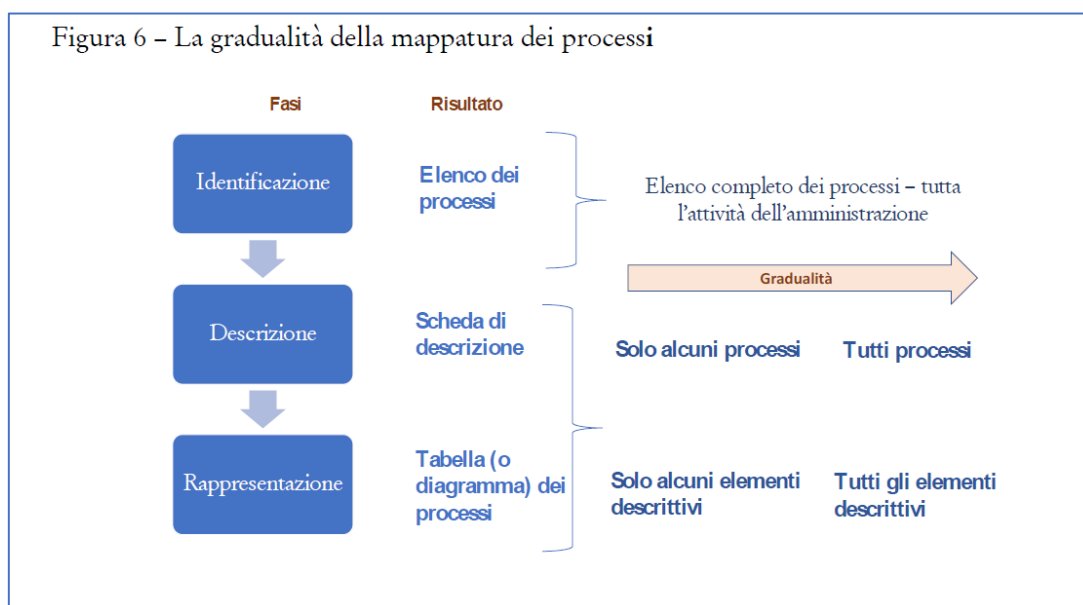 Figura 6 – La gradualità della mappatura dei processi
Fasi
Risultato
Identificazione
Elenco dei
processi
Elenco completo dei processi – tutta
l'attività dell'amministrazione
Gradualità
Descrizione
Scheda di
descrizione
Solo alcuni processi
Tutti processi
Rappresentazione
Tabella (o
diagramma) dei
processi
Solo alcuni elementi
descrittivi
Tutti gli elementi
descrittivi